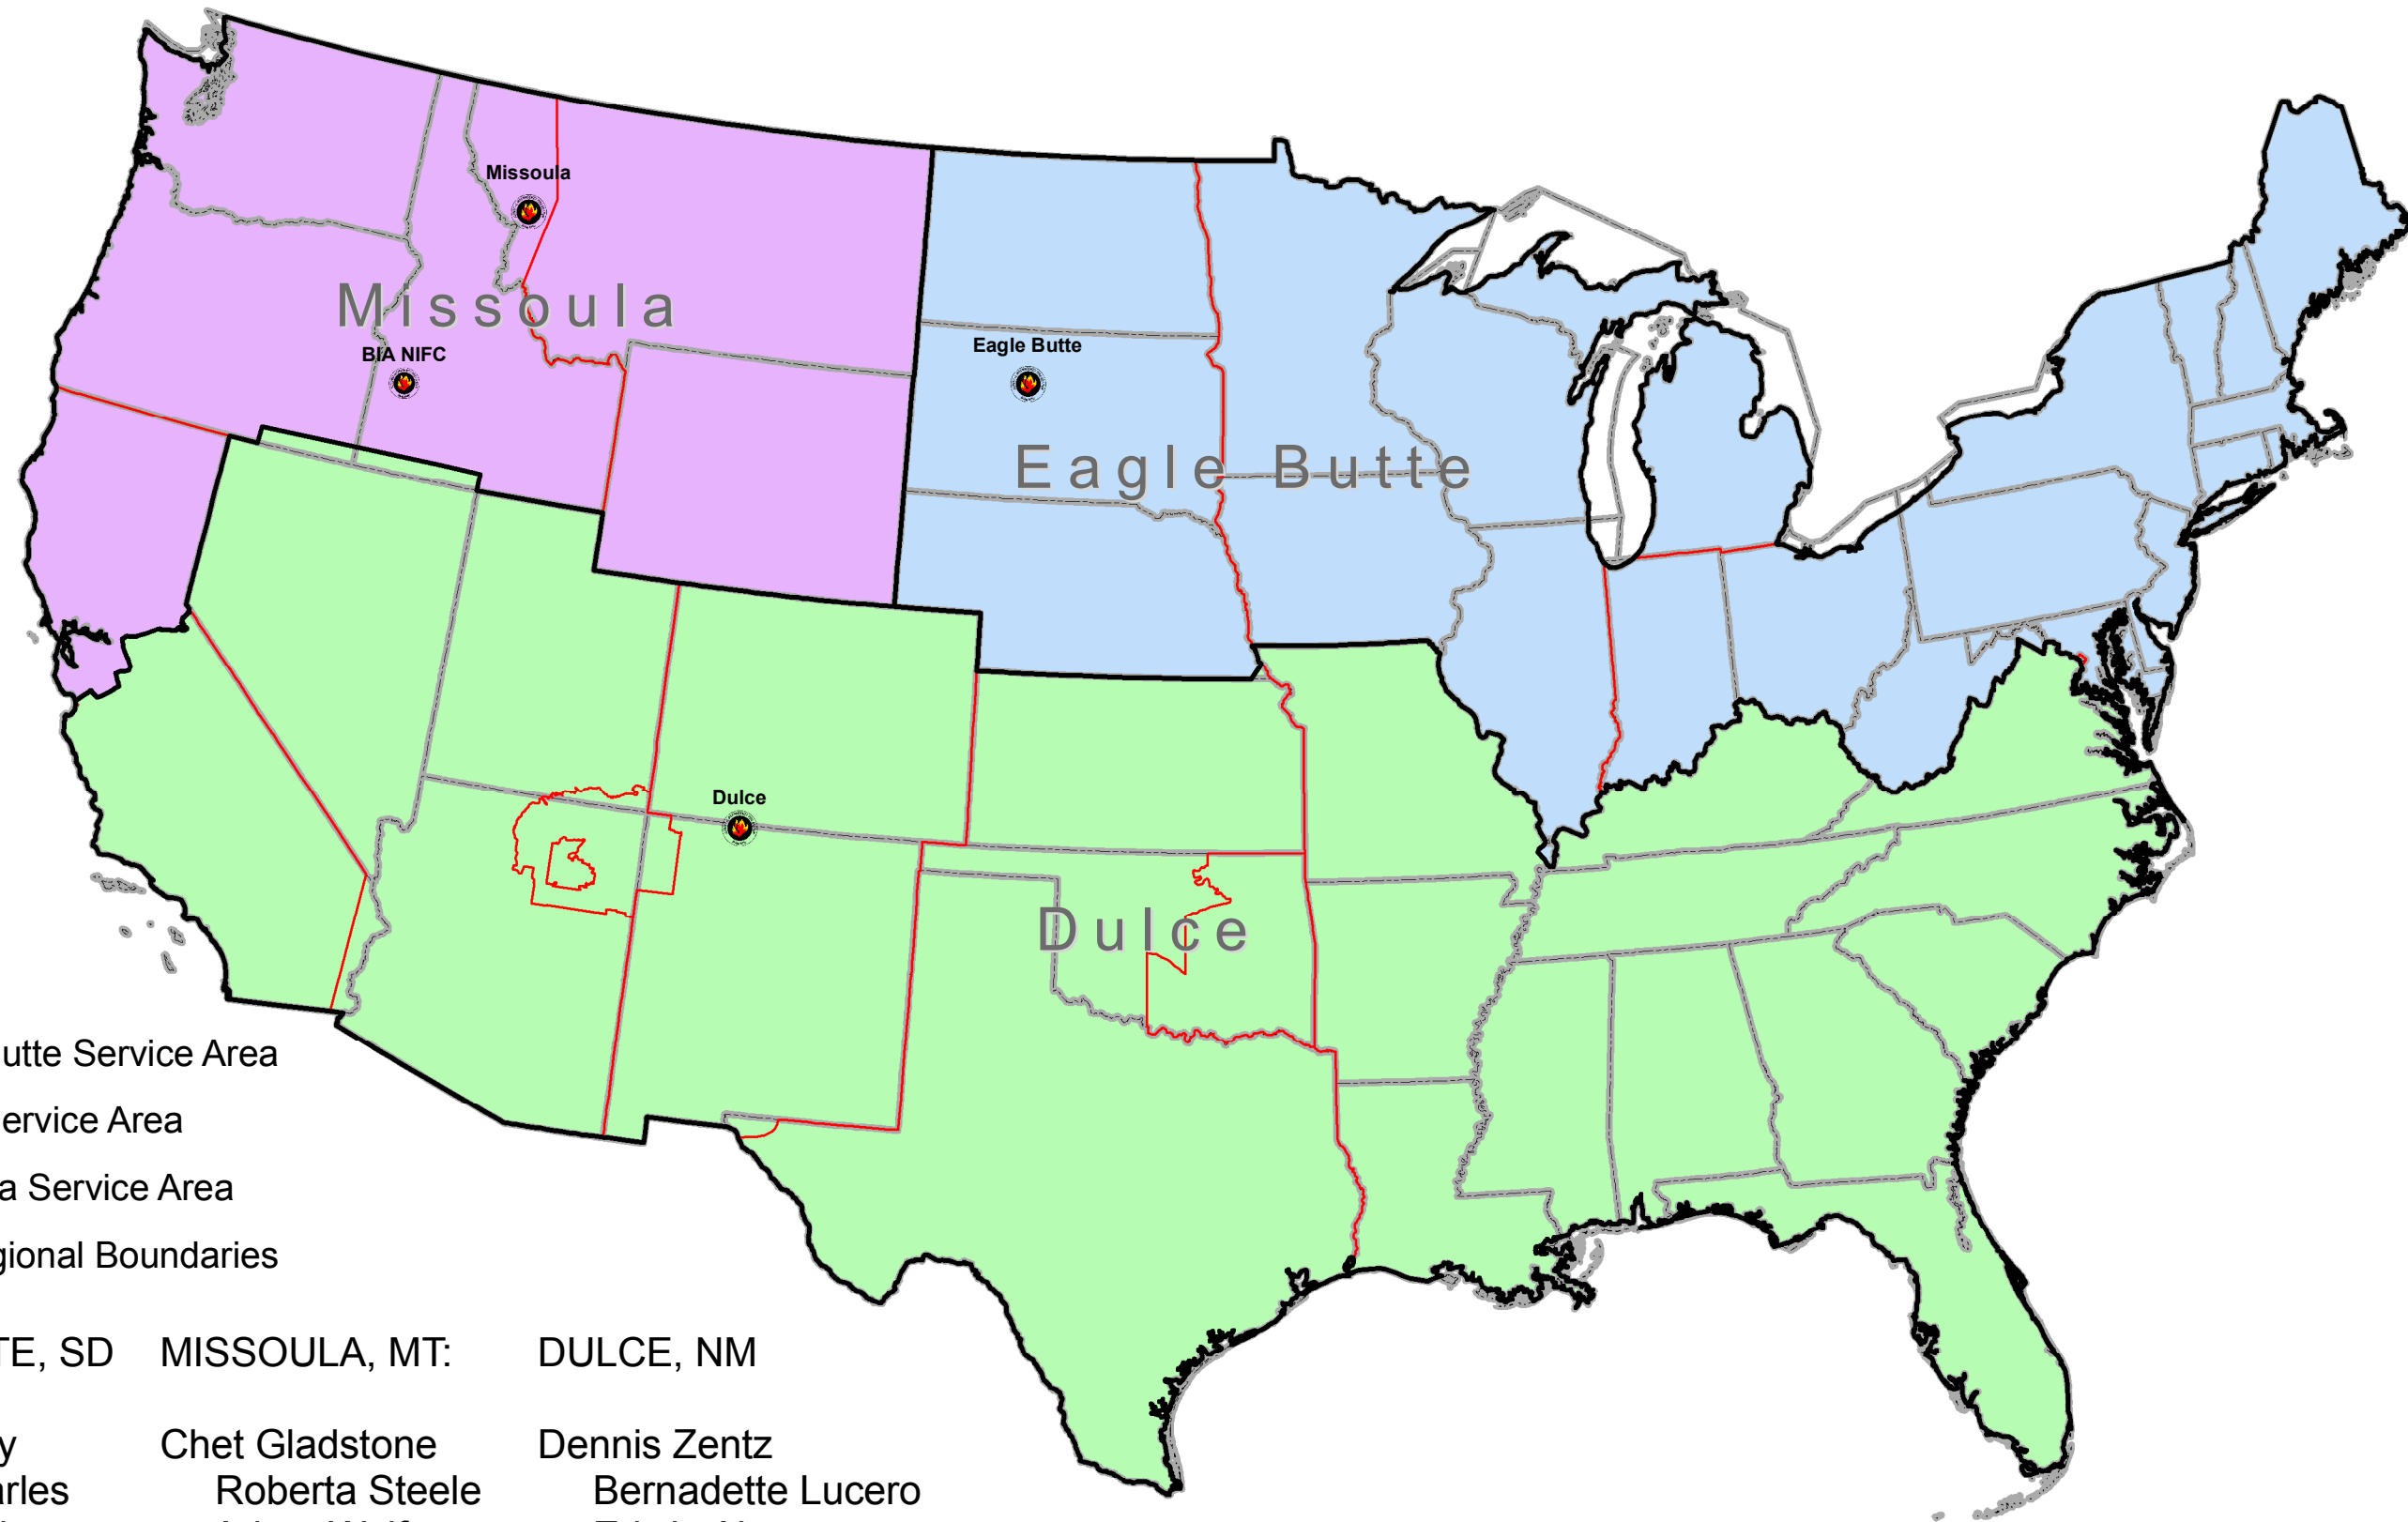 Missoula
Missoula
BIA NIFC
Eagle Butte
Eagle Butte
Dulce
Dulce
utte Service Area
ervice Area
a Service Area
gional Boundaries
TE, SD MISSOULA, MT: DULCE, NM
y Chet Gladstone Dennis Zentz
arles Roberta Steele Bernadette Lucero